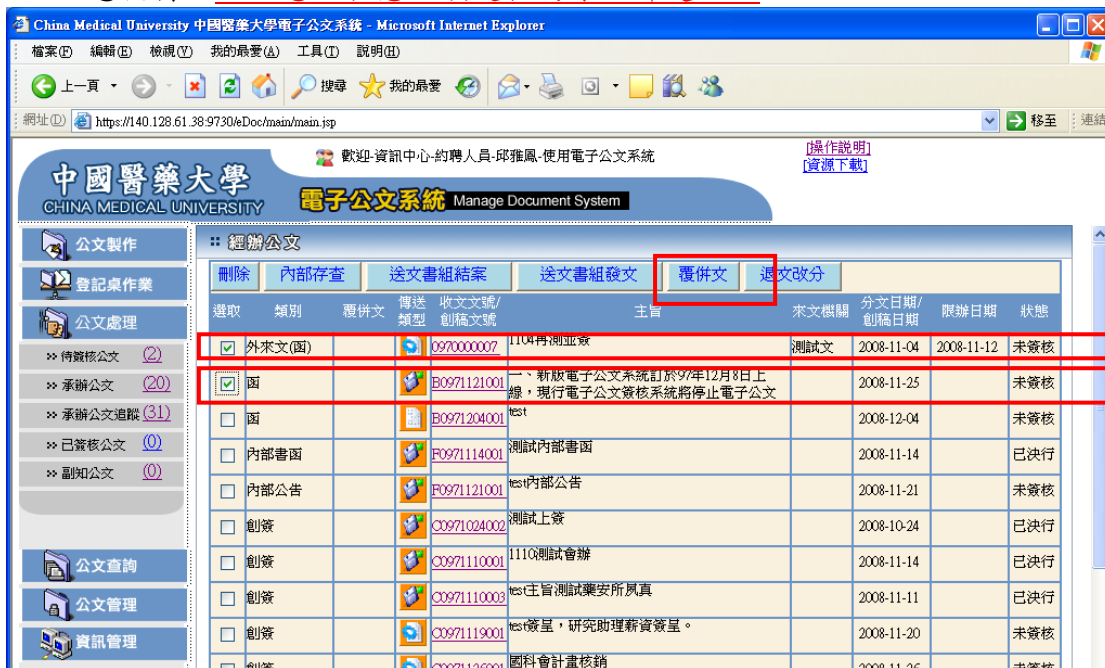 China Medical University 中國醫藥大學電子公文系統 - Microsoft Internet Explorer
檔案(F) 編輯(E) 檢視(V) 我的最愛(A) 工具(T) 說明(H)
上一頁 搜尋 我的最愛
網址(D) https://140.128.61.38:9730/eDoc/main/main.jsp 移至 連結
歡迎-資訊中心-約聘人員-邱雅鳳-使用電子公文系統
[操作說明]
[資源下載]
中國醫藥大學
CHINA MEDICAL UNIVERSITY
電子公文系統 Manage Document System
公文製作
登記桌作業
公文處理
待簽核公文 (2)
承辦公文 (20)
承辦公文追蹤 (31)
已簽核公文 (0)
副知公文 (0)
公文查詢
公文管理
資訊管理
經辦公文
刪除 內部存查 送文書組結案 送文書組發文 覆併文 退文改分
選取 類別 覆併文 傳送類型 收文文號/創稿文號 主旨 來文機關 分文日期/創稿日期 限辦日期 狀態
外來文(函) 0970000007 1104再測並簽 測試文 2008-11-04 2008-11-12 未簽核
函 B0971121001 一、新版電子公文系統訂於97年12月8日上線，現行電子公文簽核系統將停止電子公文 2008-11-25 未簽核
函 B0971204001 test 2008-12-04 未簽核
內部書函 F0971114001 測試內部書函 2008-11-14 已決行
內部公告 F0971121001 test內部公告 2008-11-21 未簽核
創簽 C0971024002 測試上簽 2008-10-24 已決行
創簽 C0971110001 1110測試會辦 2008-11-14 已決行
創簽 C0971110003 test主旨測試藥安所夙真 2008-11-11 已決行
創簽 C0971119001 test簽呈，研究助理薪資簽呈。 2008-11-20 未簽核
國科會計畫核銷